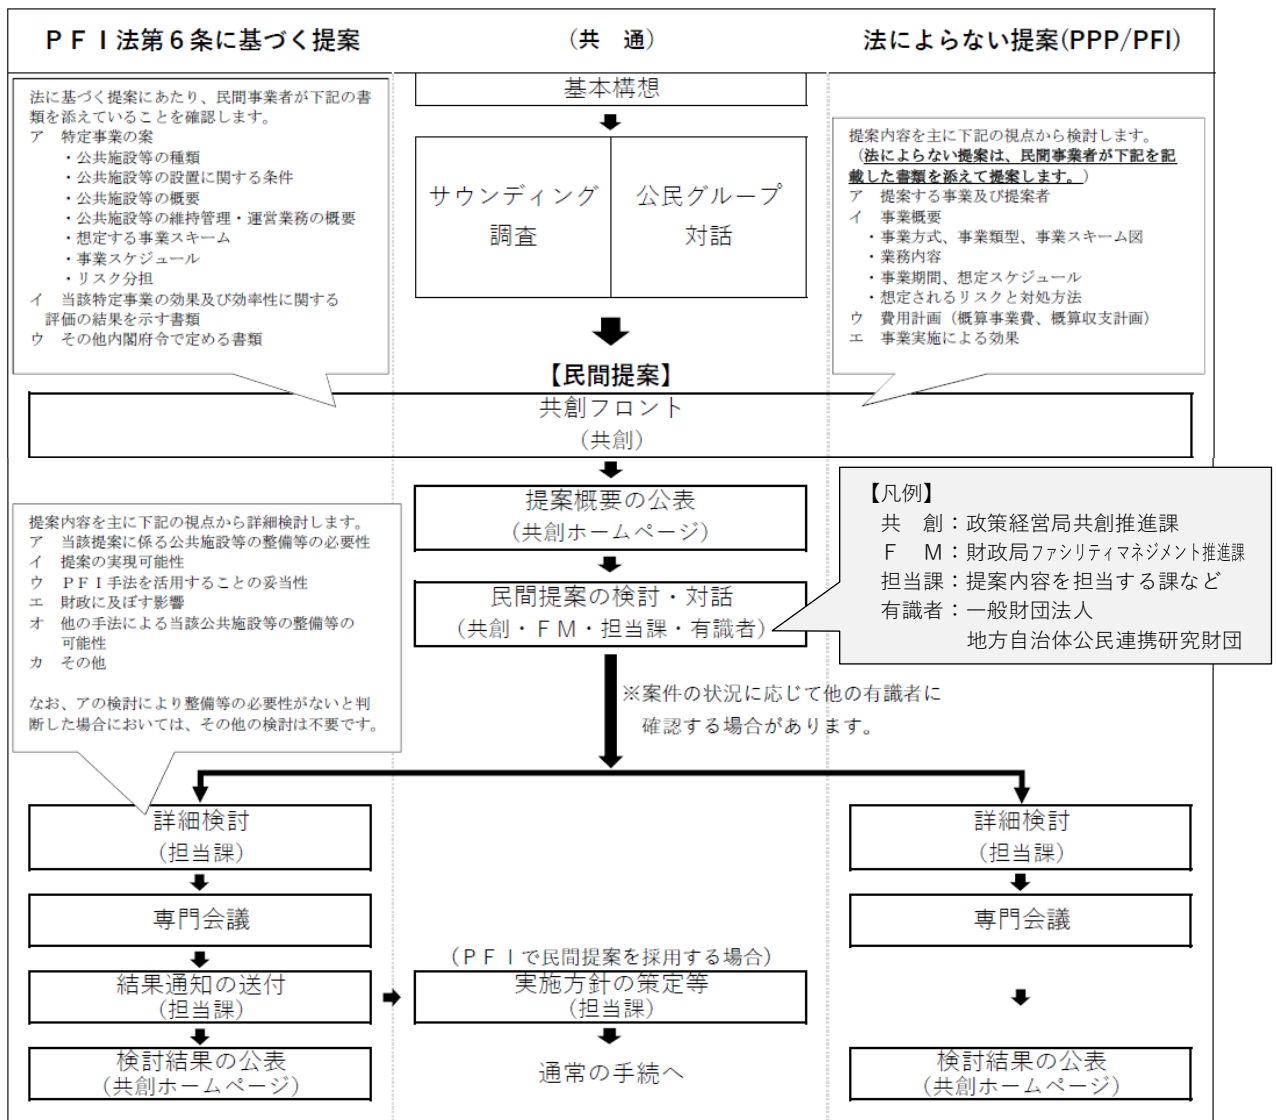 ＰＦＩ法第６条に基づく提案
（共　通）
法によらない提案(PPP/PFI)
法に基づく提案にあたり、民間事業者が下記の書
類を添えていることを確認します。
ア　特定事業の案
・公共施設等の種類
・公共施設等の設置に関する条件
・公共施設等の概要
・公共施設等の維持管理・運営業務の概要
・想定する事業スキーム
・事業スケジュール
・リスク分担
イ　当該特定事業の効果及び効率性に関する
評価の結果を示す書類
ウ　その他内閣府令で定める書類
基本構想
サウンディング
調査
公民グループ
対話
提案内容を主に下記の視点から検討します。
（法によらない提案は、民間事業者が下記を記
載した書類を添えて提案します。）
ア　提案する事業及び提案者
イ　事業概要
・事業方式、事業類型、事業スキーム図
・業務内容
・事業期間、想定スケジュール
・想定されるリスクと対処方法
ウ　費用計画（概算事業費、概算収支計画）
エ　事業実施による効果
【民間提案】
共創フロント
（共創）
提案概要の公表
（共創ホームページ）
民間提案の検討・対話
（共創・ＦＭ・担当課・有識者）
【凡例】
共　創：政策経営局共創推進課
Ｆ　Ｍ：財政局ファシリティマネジメント推進課
担当課：提案内容を担当する課など
有識者：一般財団法人
地方自治体公民連携研究財団
提案内容を主に下記の視点から詳細検討します。
ア　当該提案に係る公共施設等の整備等の必要性
イ　提案の実現可能性
ウ　ＰＦＩ手法を活用することの妥当性
エ　財政に及ぼす影響
オ　他の手法による当該公共施設等の整備等の
可能性
カ　その他
なお、アの検討により整備等の必要性がないと判
断した場合においては、その他の検討は不要です。
※案件の状況に応じて他の有識者に
確認する場合があります。
詳細検討
（担当課）
専門会議
結果通知の送付
（担当課）
検討結果の公表
（共創ホームページ）
（ＰＦＩで民間提案を採用する場合）
実施方針の策定等
（担当課）
通常の手続へ
詳細検討
（担当課）
専門会議
検討結果の公表
（共創ホームページ）